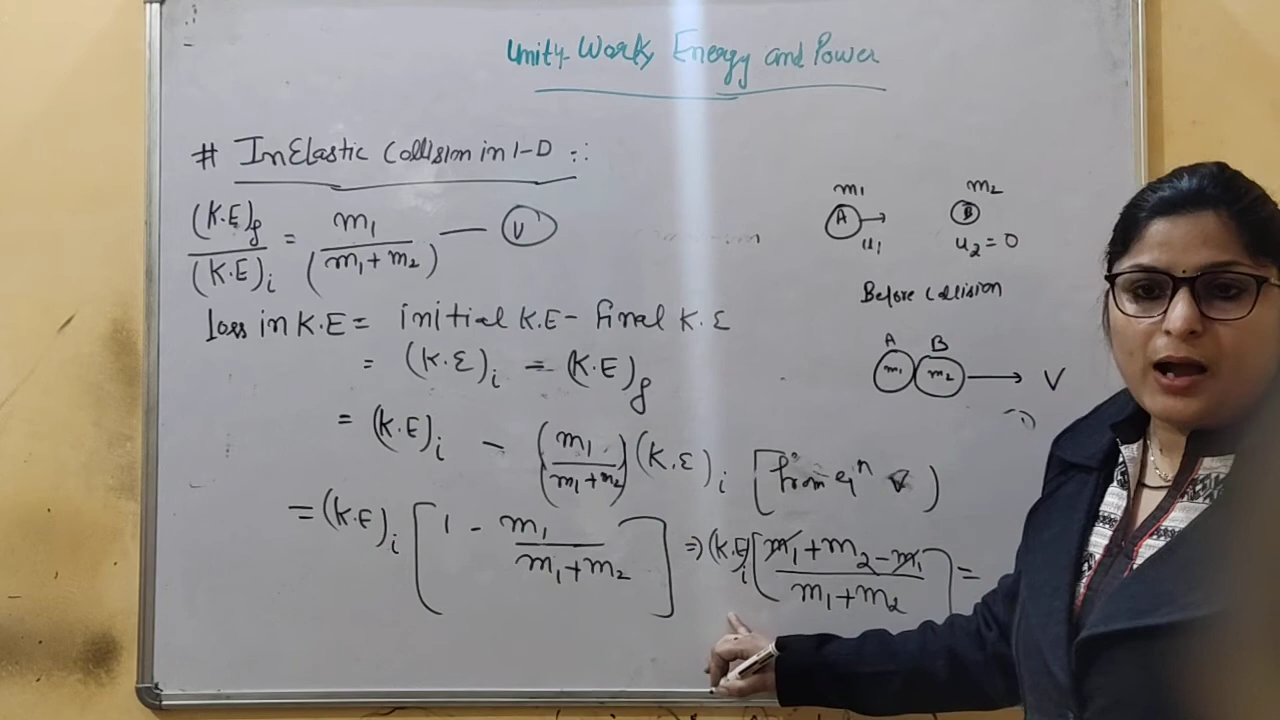 Unity-Work, Energy and Power
# InElastic Collision in 1-D :-
(K.E)f / (K.E)i = m1 / (m1+m2) — (V)
Loss in K.E = initial K.E - final K.E
= (K.E)i - (K.E)f
= (K.E)i - (m1 / m1+m2) (K.E)i [from eqn V)
= (K.E)i [1 - m1 / m1+m2] ⇒ (K.E)i [m1+m2-m1 / m1+m2] =
m1 m2
A → B
u1 u2=0
Before Collision
A B
m1 m2 → V